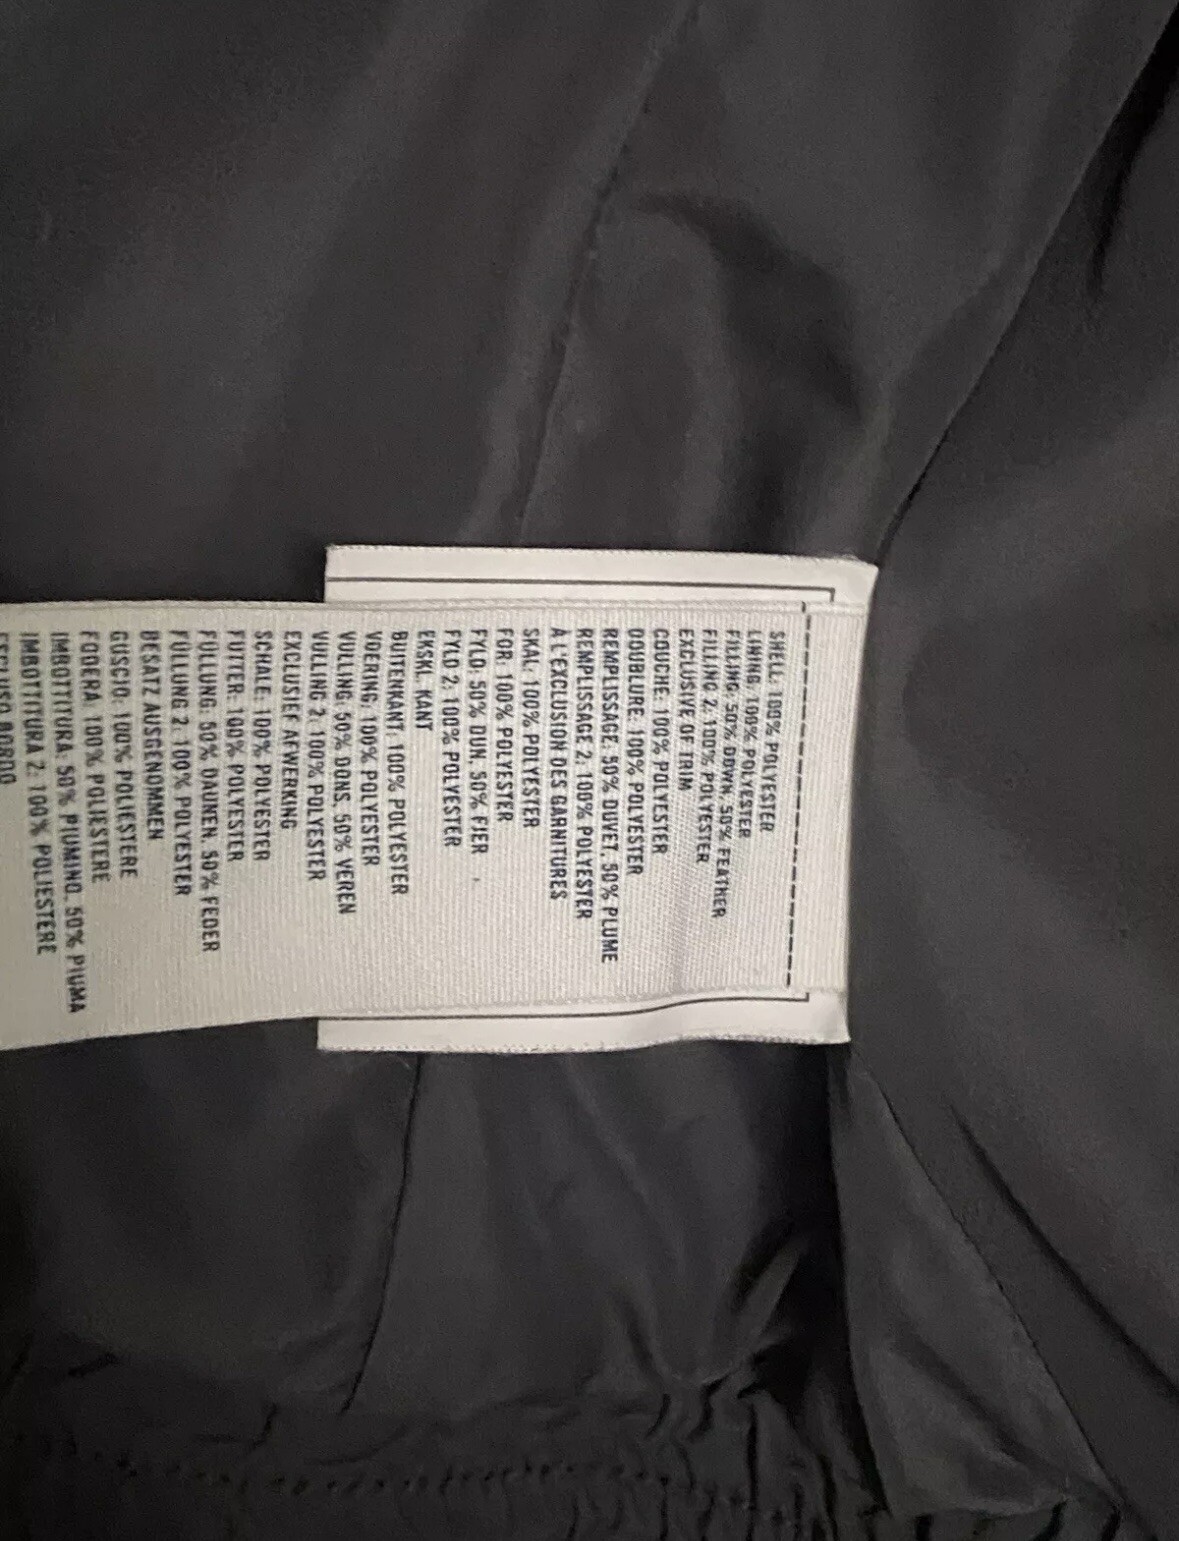 SHELL: 100% POLYESTER
LINING: 100% POLYESTER
FILLING: 50% DOWN, 50% FEATHER
FILLING 2: 100% POLYESTER
EXCLUSIVE OF TRIM
COUCHE: 100% POLYESTER
DOUBLURE: 100% POLYESTER
REMPLISSAGE: 50% DUVET, 50% PLUME
REMPLISSAGE 2: 100% POLYESTER
À L'EXCLUSION DES GARNITURES
SKAL: 100% POLYESTER
FOR: 100% POLYESTER
FYLD: 50% DUN, 50% FJER
FYLD 2: 100% POLYESTER
EKSKL. KANT
BUITENKANT: 100% POLYESTER
VOERING: 100% POLYESTER
VULLING: 50% DONS, 50% VEREN
VULLING 2: 100% POLYESTER
EXCLUSIEF AFWERKING
SCHALE: 100% POLYESTER
FUTTER: 100% POLYESTER
FÜLLUNG: 50% DAUNEN, 50% FEDER
FÜLLUNG 2: 100% POLYESTER
BESATZ AUSGENOMMEN
GUSCIO: 100% POLIESTERE
FODERA: 100% POLIESTERE
IMBOTTITURA: 50% PIUMINO, 50% PIUMA
IMBOTTITURA 2: 100% POLIESTERE